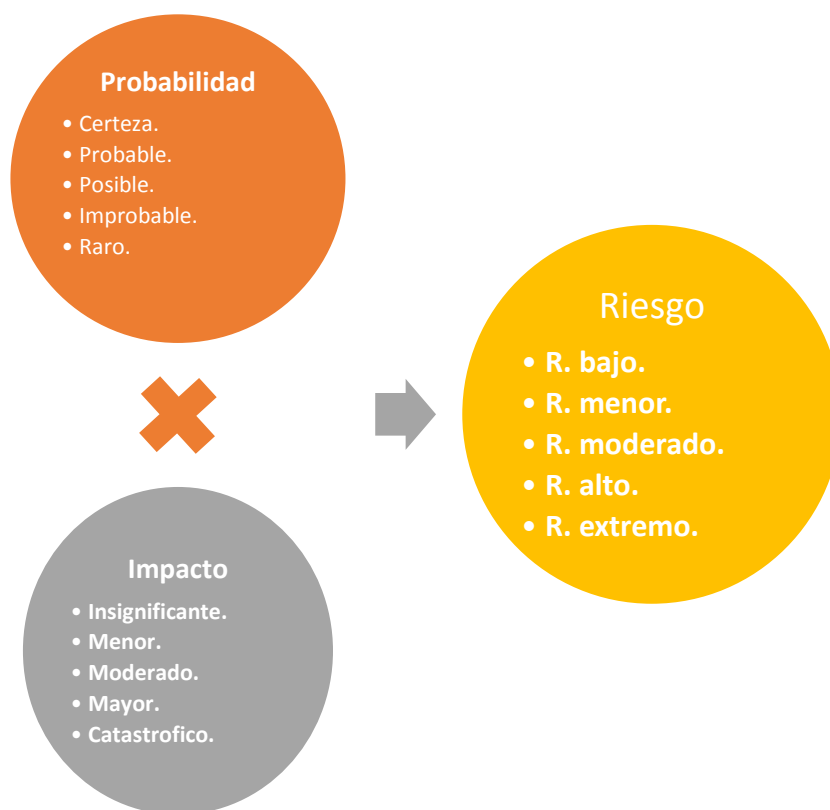 Probabilidad
• Certeza.
• Probable.
• Posible.
• Improbable.
• Raro.
Riesgo
• R. bajo.
• R. menor.
• R. moderado.
• R. alto.
• R. extremo.
Impacto
• Insignificante.
• Menor.
• Moderado.
• Mayor.
• Catastrofico.